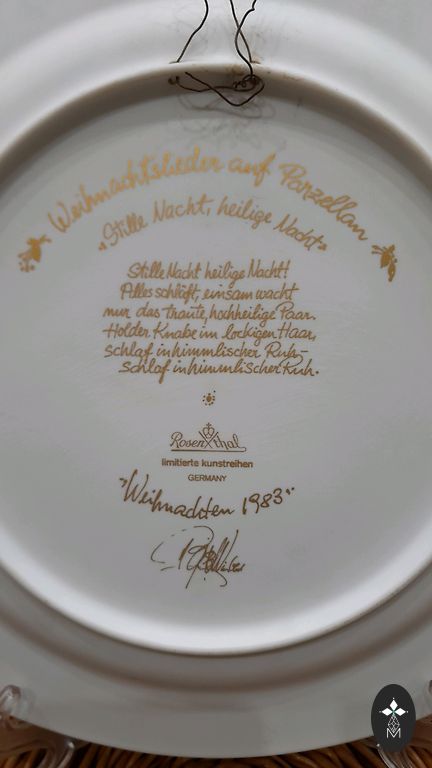 Weihnachtslieder auf Porzellan
"Stille Nacht, heilige Nacht"
Stille Nacht heilige Nacht!
Alles schläft, einsam wacht
nur das traute, hochheilige Paar.
Holder Knabe im lockigen Haar,
schlaf in himmlischer Ruh-
schlaf in himmlischer Ruh.
Rosenthal
limitierte kunstreihen
GERMANY
"Weihnachten 1983"
M